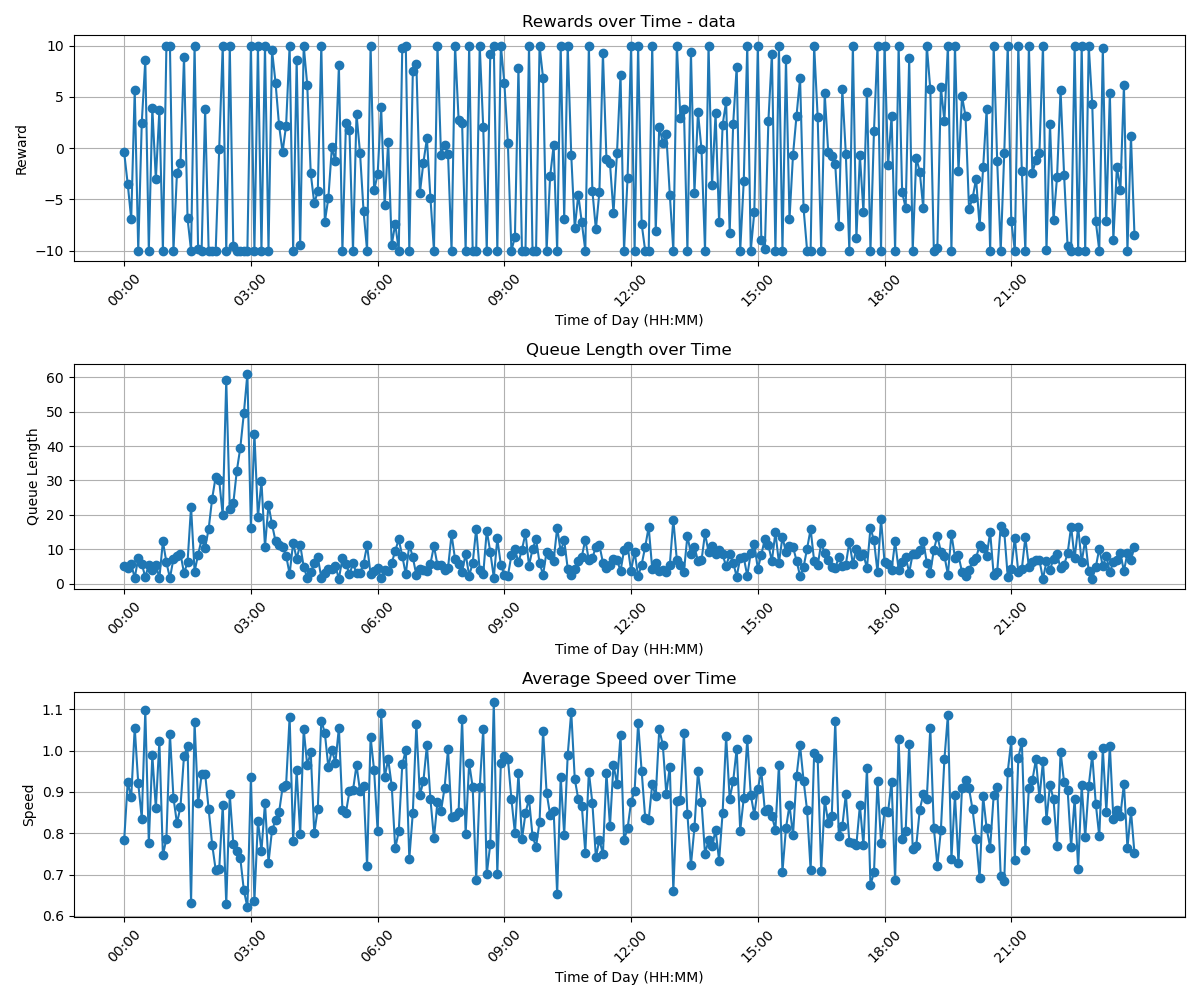 Rewards over Time - data
10
5
0
−5
−10
Reward
00:00 03:00 06:00 09:00 12:00 15:00 18:00 21:00
Time of Day (HH:MM)
Queue Length over Time
60
50
40
30
20
10
0
Queue Length
00:00 03:00 06:00 09:00 12:00 15:00 18:00 21:00
Time of Day (HH:MM)
Average Speed over Time
1.1
1.0
0.9
0.8
0.7
0.6
Speed
00:00 03:00 06:00 09:00 12:00 15:00 18:00 21:00
Time of Day (HH:MM)